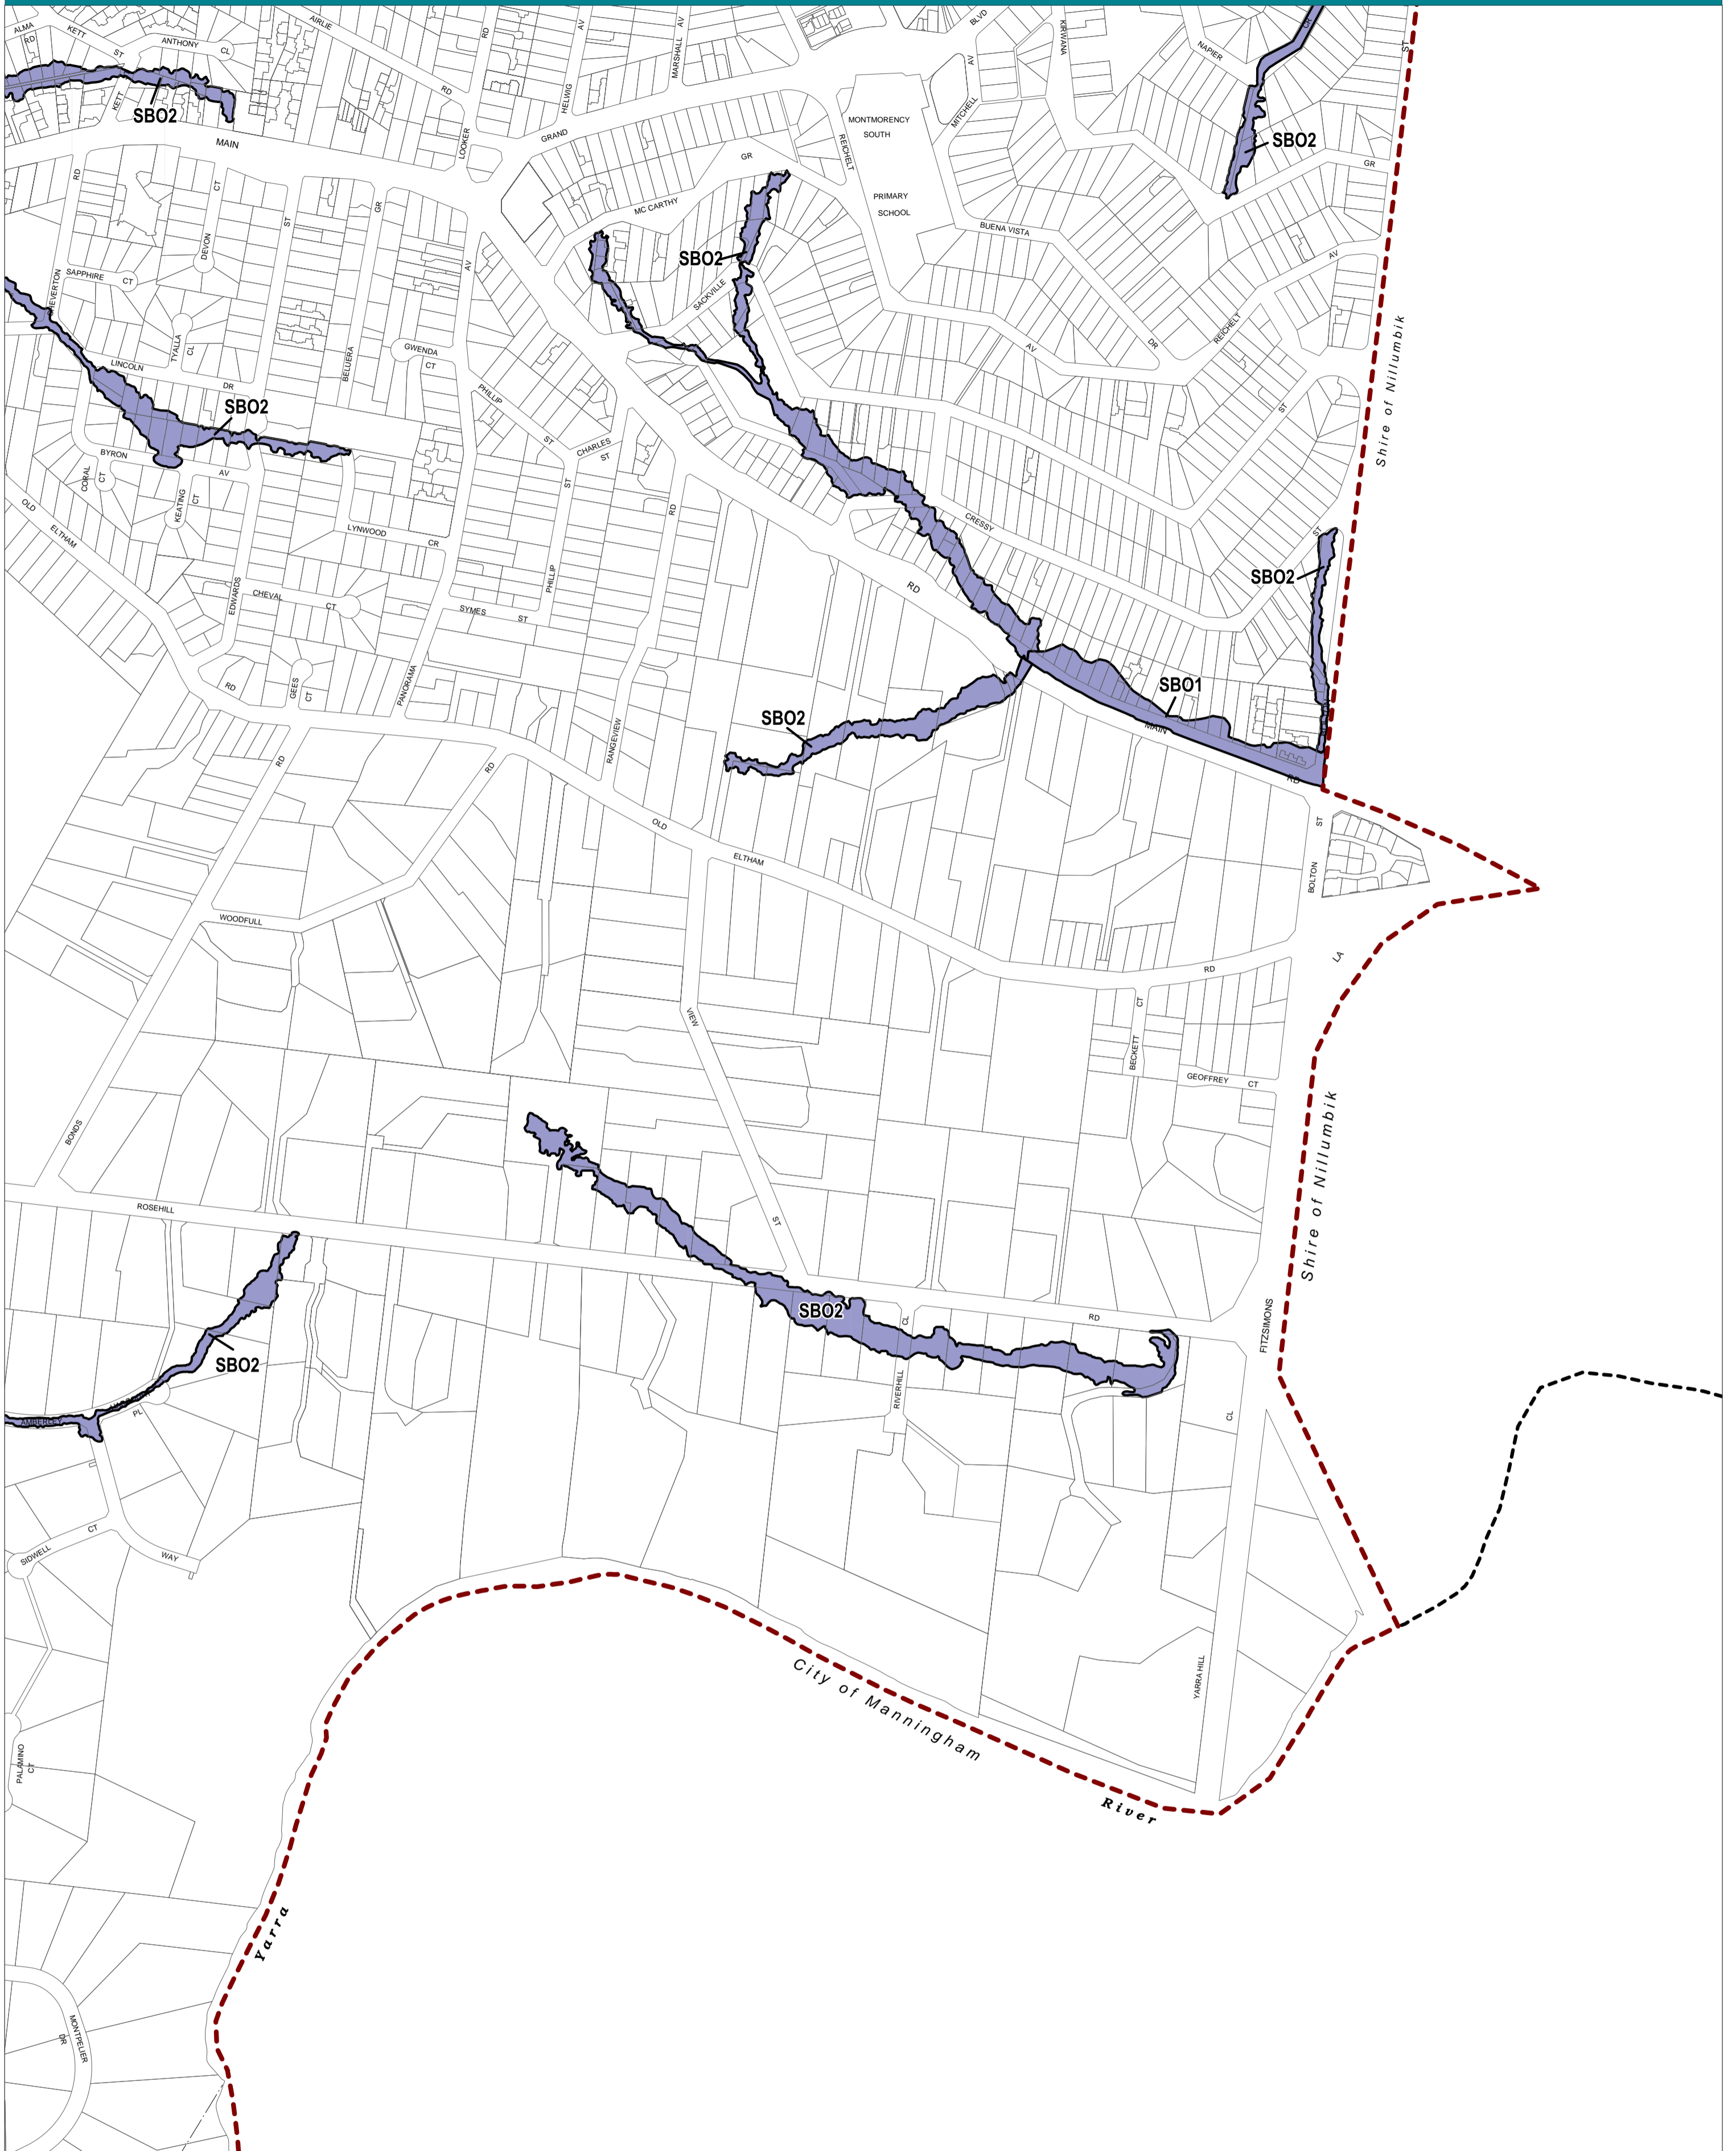 ALMA
RD
KETT
ST
ANTHONY
CL
AIRLIE
RD
RD
AV
HELWIG
AV
MARSHALL
BLVD
AV
MITCHELL
KIRWANA
NAPIER
GR
ST
KETT
SBO2
MAIN
LOOKER
GRAND
GR
REICHELT
MONTMORENCY
SOUTH
PRIMARY
SCHOOL
SBO2
GR
RD
CT
DEVON
ST
GR
AV
MC CARTHY
SBO2
SACKVILLE
BUENA VISTA
DR
AV
REICHELT
AV
SAPPHIRE
CT
TYALLA
CL
LINCOLN
DR
BELUERA
GWENDA
CT
PHILLIP
ST
CHARLES
ST
SBO2
BYRON
AV
CORAL
CT
KEATING
CT
OLD
ELTHAM
LYNWOOD
CR
EDWARDS
CHEVAL
CT
ST
PHILLIP
RD
SYMES
ST
RD
GEES
CT
PANORAMA
RANGEVIEW
CRESSY
ST
RD
ST
SBO2
Shire of Nillumbik
SBO1
SBO2
MAIN
RD
RD
RD
OLD
ELTHAM
ST
BOLTON
LA
RD
WOODFULL
VIEW
ST
CT
BECKETT
GEOFFREY
CT
BONDS
Shire of Nillumbik
ROSEHILL
SBO2
RD
CL
RIVERHILL
FITZSIMONS
SBO2
AMBERLEY
PL
CL
SIDWELL
CT
WAY
YARRA HILL
City of Manningham
River
PALAMINO
CT
Yarra
MONTPELIER
DR